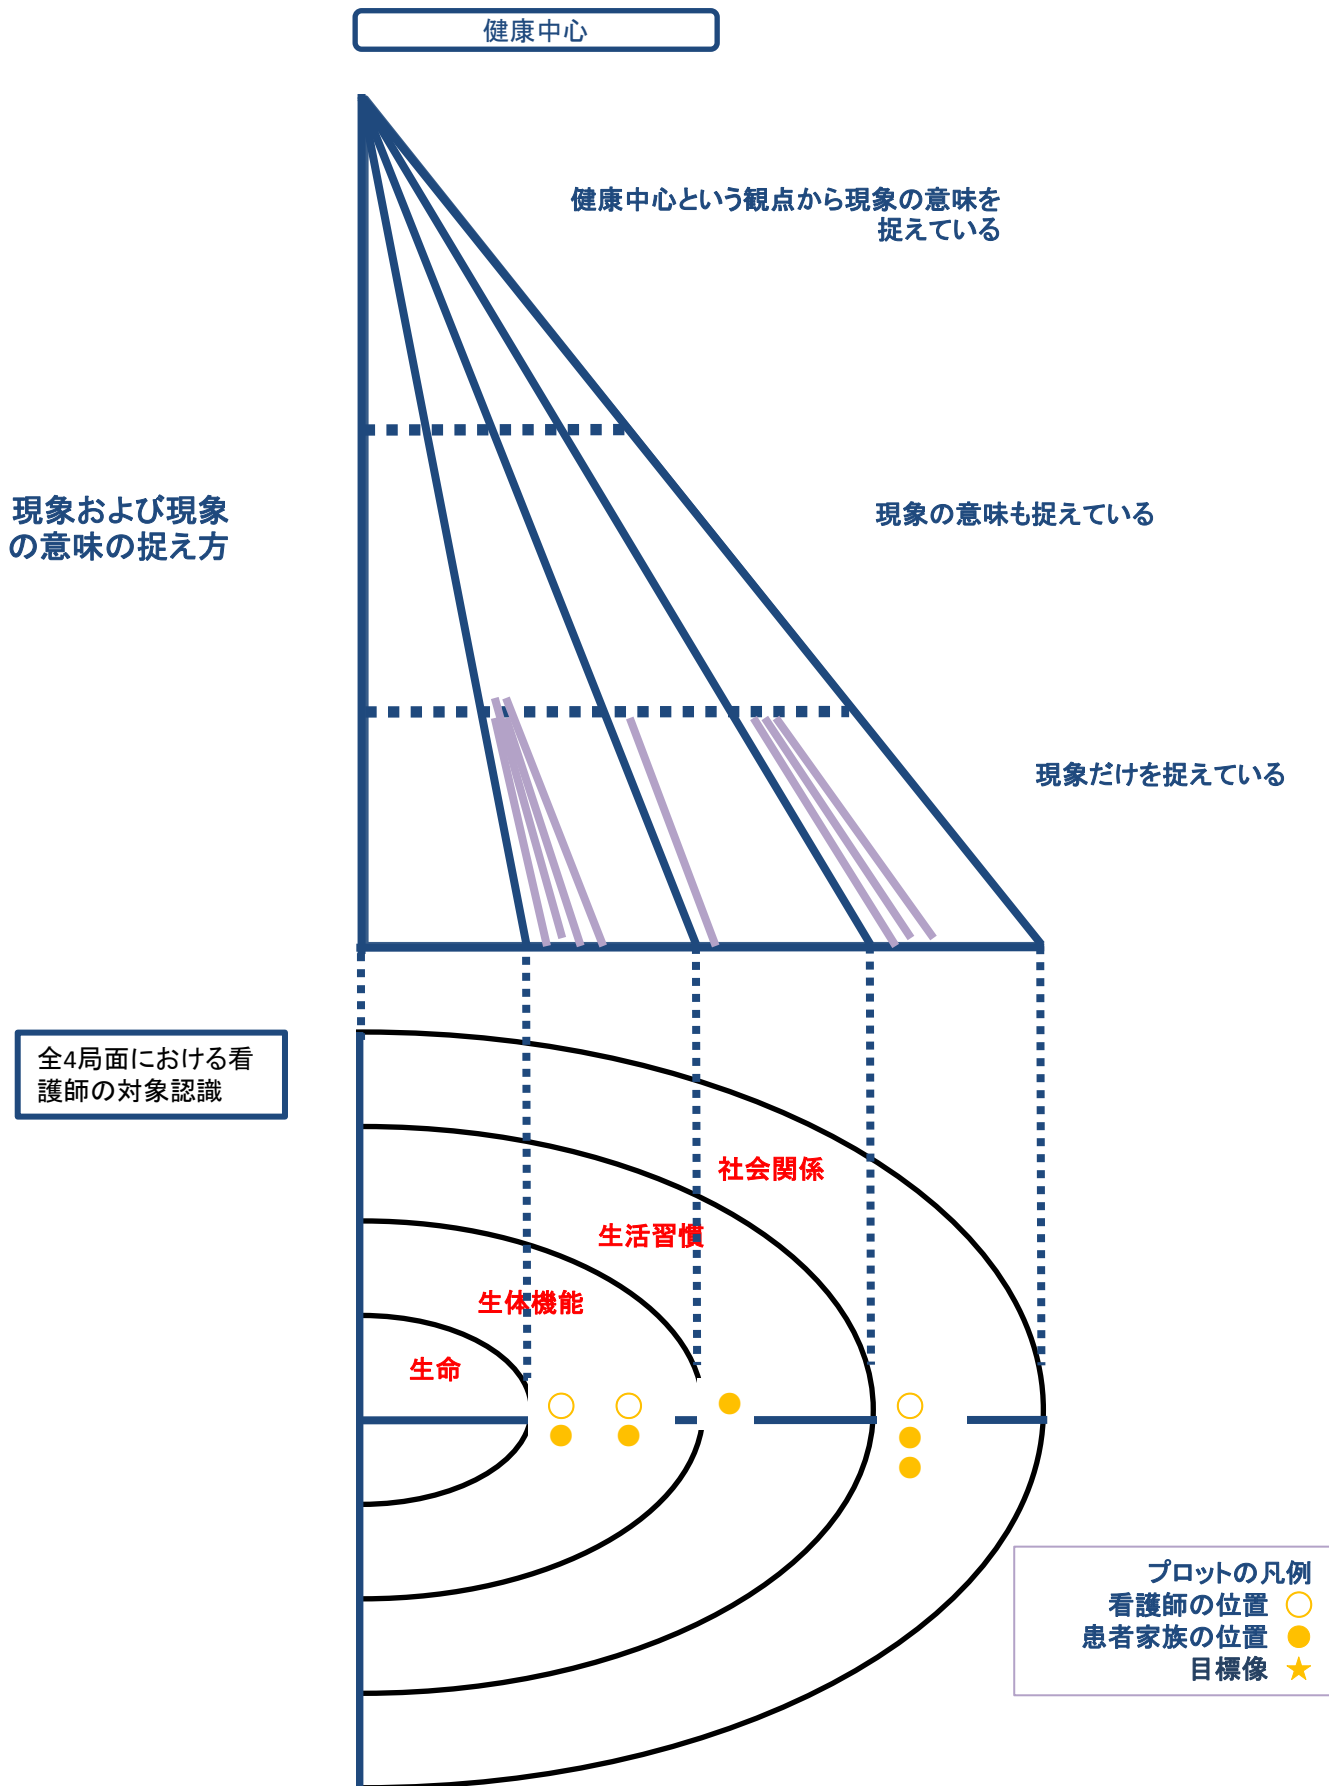 健康中心
健康中心という観点から現象の意味を
捉えている
現象および現象
の意味の捉え方
現象の意味も捉えている
現象だけを捉えている
全4局面における看
護師の対象認識
社会関係
生活習慣
生体機能
生命
プロットの凡例
看護師の位置
患者家族の位置
目標像